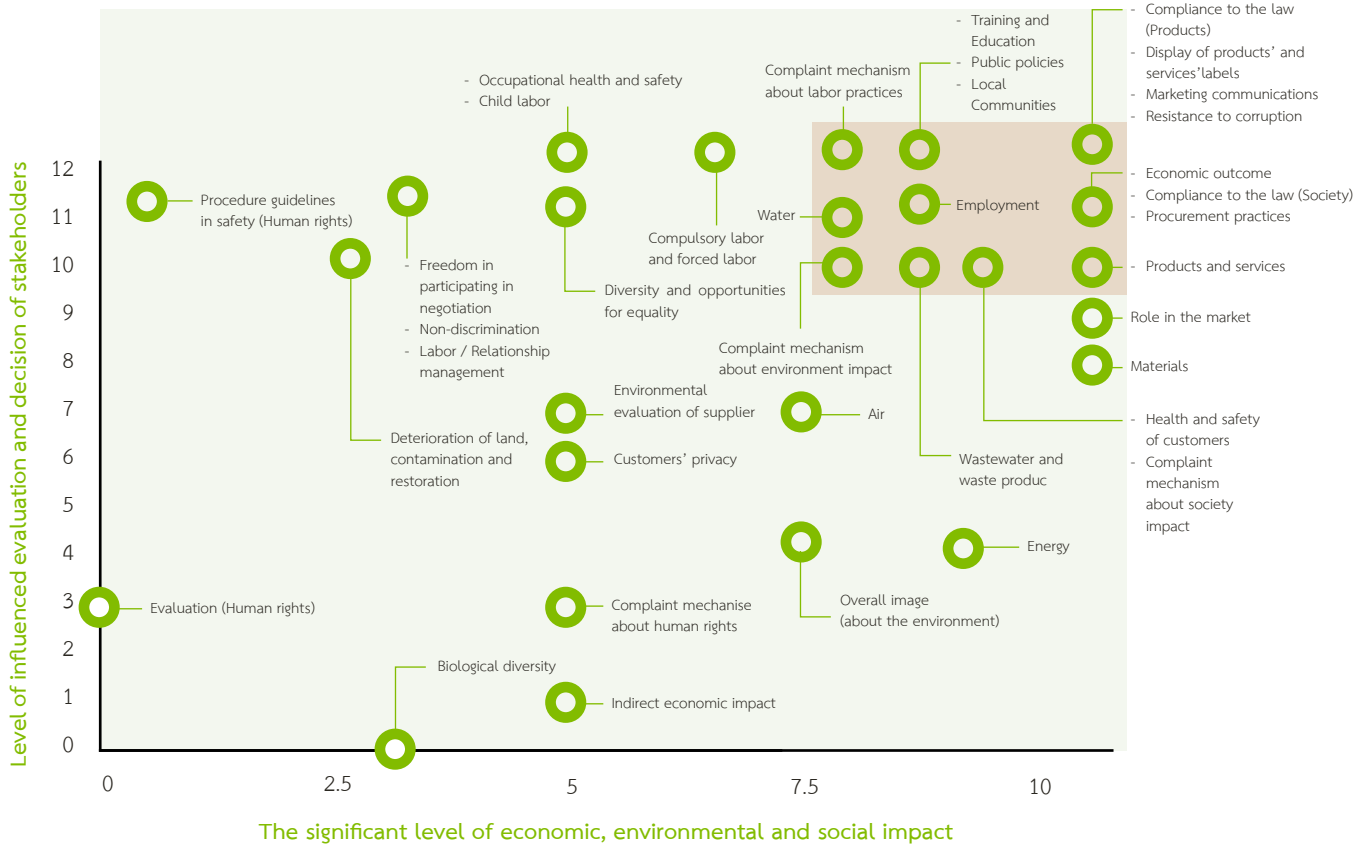 - Compliance to the law
(Products)
- Display of products' and
services'labels
- Marketing communications
- Resistance to corruption
- Training and
Education
- Public policies
- Local
Communities
Complaint mechanism
about labor practices
- Occupational health and safety
- Child labor
12
11
10
9
8
7
6
5
4
3
2
1
0
Level of influenced evaluation and decision of stakeholders
Procedure guidelines
in safety (Human rights)
- Economic outcome
- Compliance to the law (Society)
- Procurement practices
Employment
Water
Compulsory labor
and forced labor
- Freedom in
participating in
negotiation
- Non-discrimination
- Labor / Relationship
management
Diversity and opportunities
for equality
- Products and services
Role in the market
Complaint mechanism
about environment impact
Materials
Environmental
evaluation of supplier
Air
- Health and safety
of customers
- Complaint
mechanism
about society
impact
Deterioration of land,
contamination and
restoration
Customers' privacy
Wastewater and
waste produc
Energy
Evaluation (Human rights)
Complaint mechanise
about human rights
Overall image
(about the environment)
Biological diversity
Indirect economic impact
0
2.5
5
7.5
10
The significant level of economic, environmental and social impact